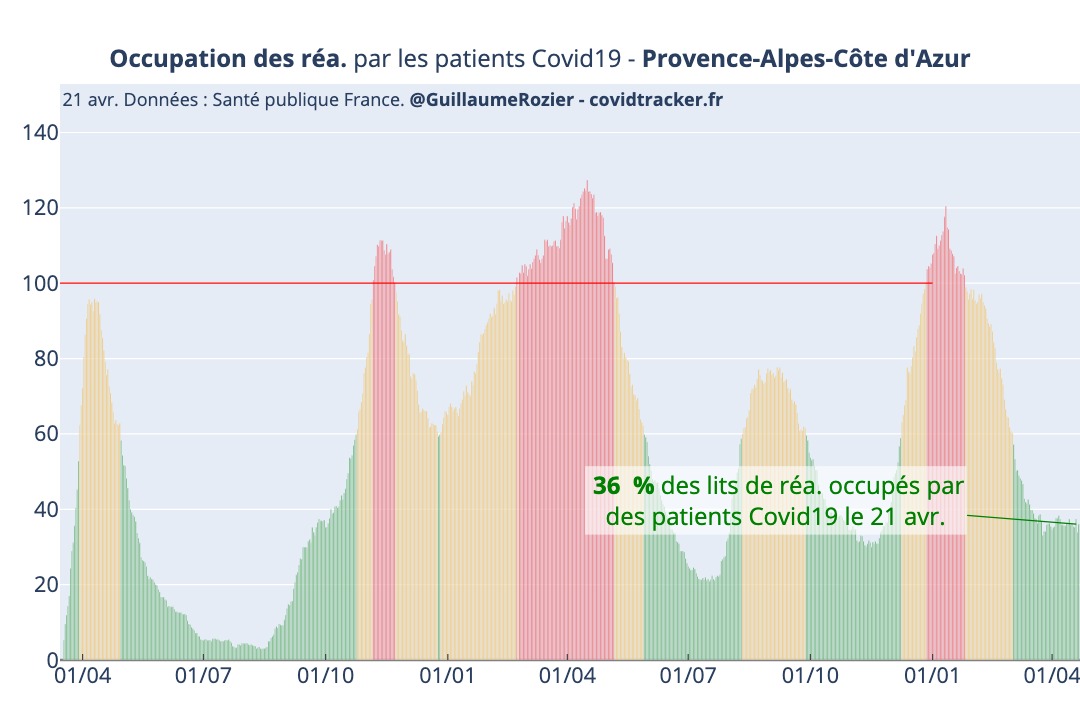 Occupation des réa. par les patients Covid19 - Provence-Alpes-Côte d'Azur
21 avr. Données : Santé publique France. @GuillaumeRozier - covidtracker.fr
140
120
100
80
60
40
20
0
36 % des lits de réa. occupés par
des patients Covid19 le 21 avr.
01/04 01/07 01/10 01/01 01/04 01/07 01/10 01/01 01/04